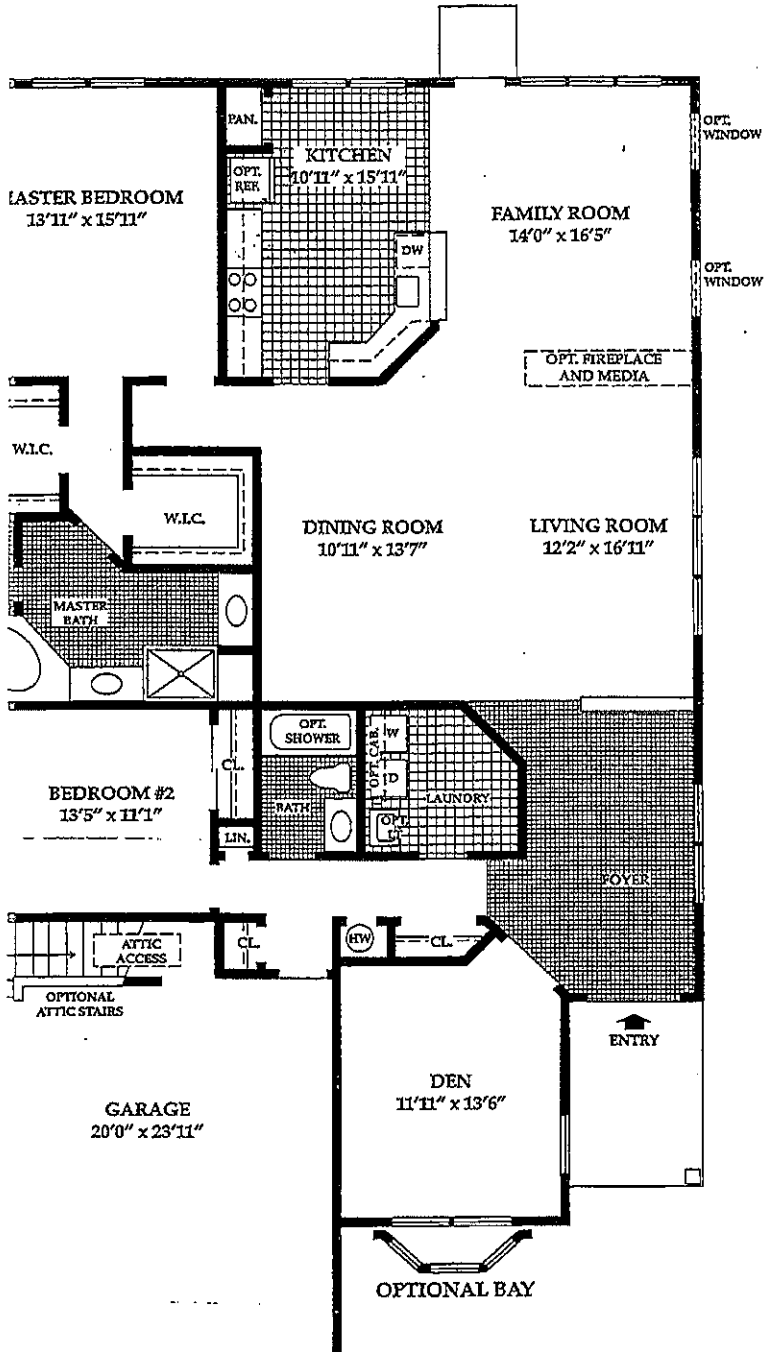 PAN.
KITCHEN
10'11" x 15'11"
OPT.
REF.
OPT.
WINDOW
ASTER BEDROOM
13'11" x 15'11"
FAMILY ROOM
14'0" x 16'5"
DW
OPT.
WINDOW
OPT. FIREPLACE
AND MEDIA
W.I.C.
W.I.C.
DINING ROOM
10'11" x 13'7"
LIVING ROOM
12'2" x 16'11"
MASTER
BATH
OPT.
SHOWER
OPT. CAB.
W
D
CL.
BEDROOM #2
13'5" x 11'1"
BATH
LAUNDRY
OPT.
LIN.
FOYER
ATTIC
ACCESS
CL.
HW
CL.
OPTIONAL
ATTIC STAIRS
ENTRY
DEN
11'11" x 13'6"
GARAGE
20'0" x 23'11"
OPTIONAL BAY